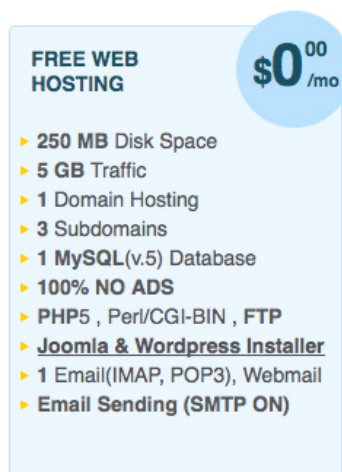 FREE WEB
HOSTING
$0 00 /mo
250 MB Disk Space
5 GB Traffic
1 Domain Hosting
3 Subdomains
1 MySQL(v.5) Database
100% NO ADS
PHP5 , Perl/CGI-BIN , FTP
Joomla & Wordpress Installer
1 Email(IMAP, POP3), Webmail
Email Sending (SMTP ON)